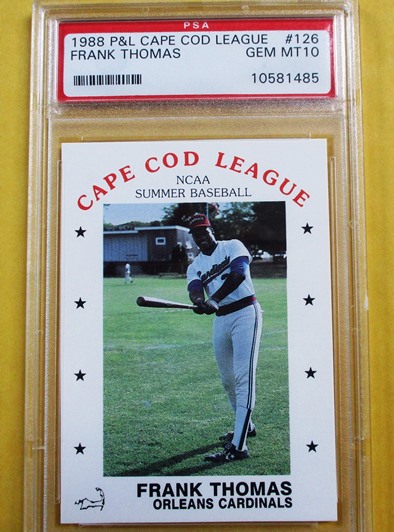 PSA
1988 P&L CAPE COD LEAGUE #126
FRANK THOMAS GEM MT10
10581485
CAPE COD LEAGUE
NCAA
SUMMER BASEBALL
Cardinals
FRANK THOMAS
ORLEANS CARDINALS